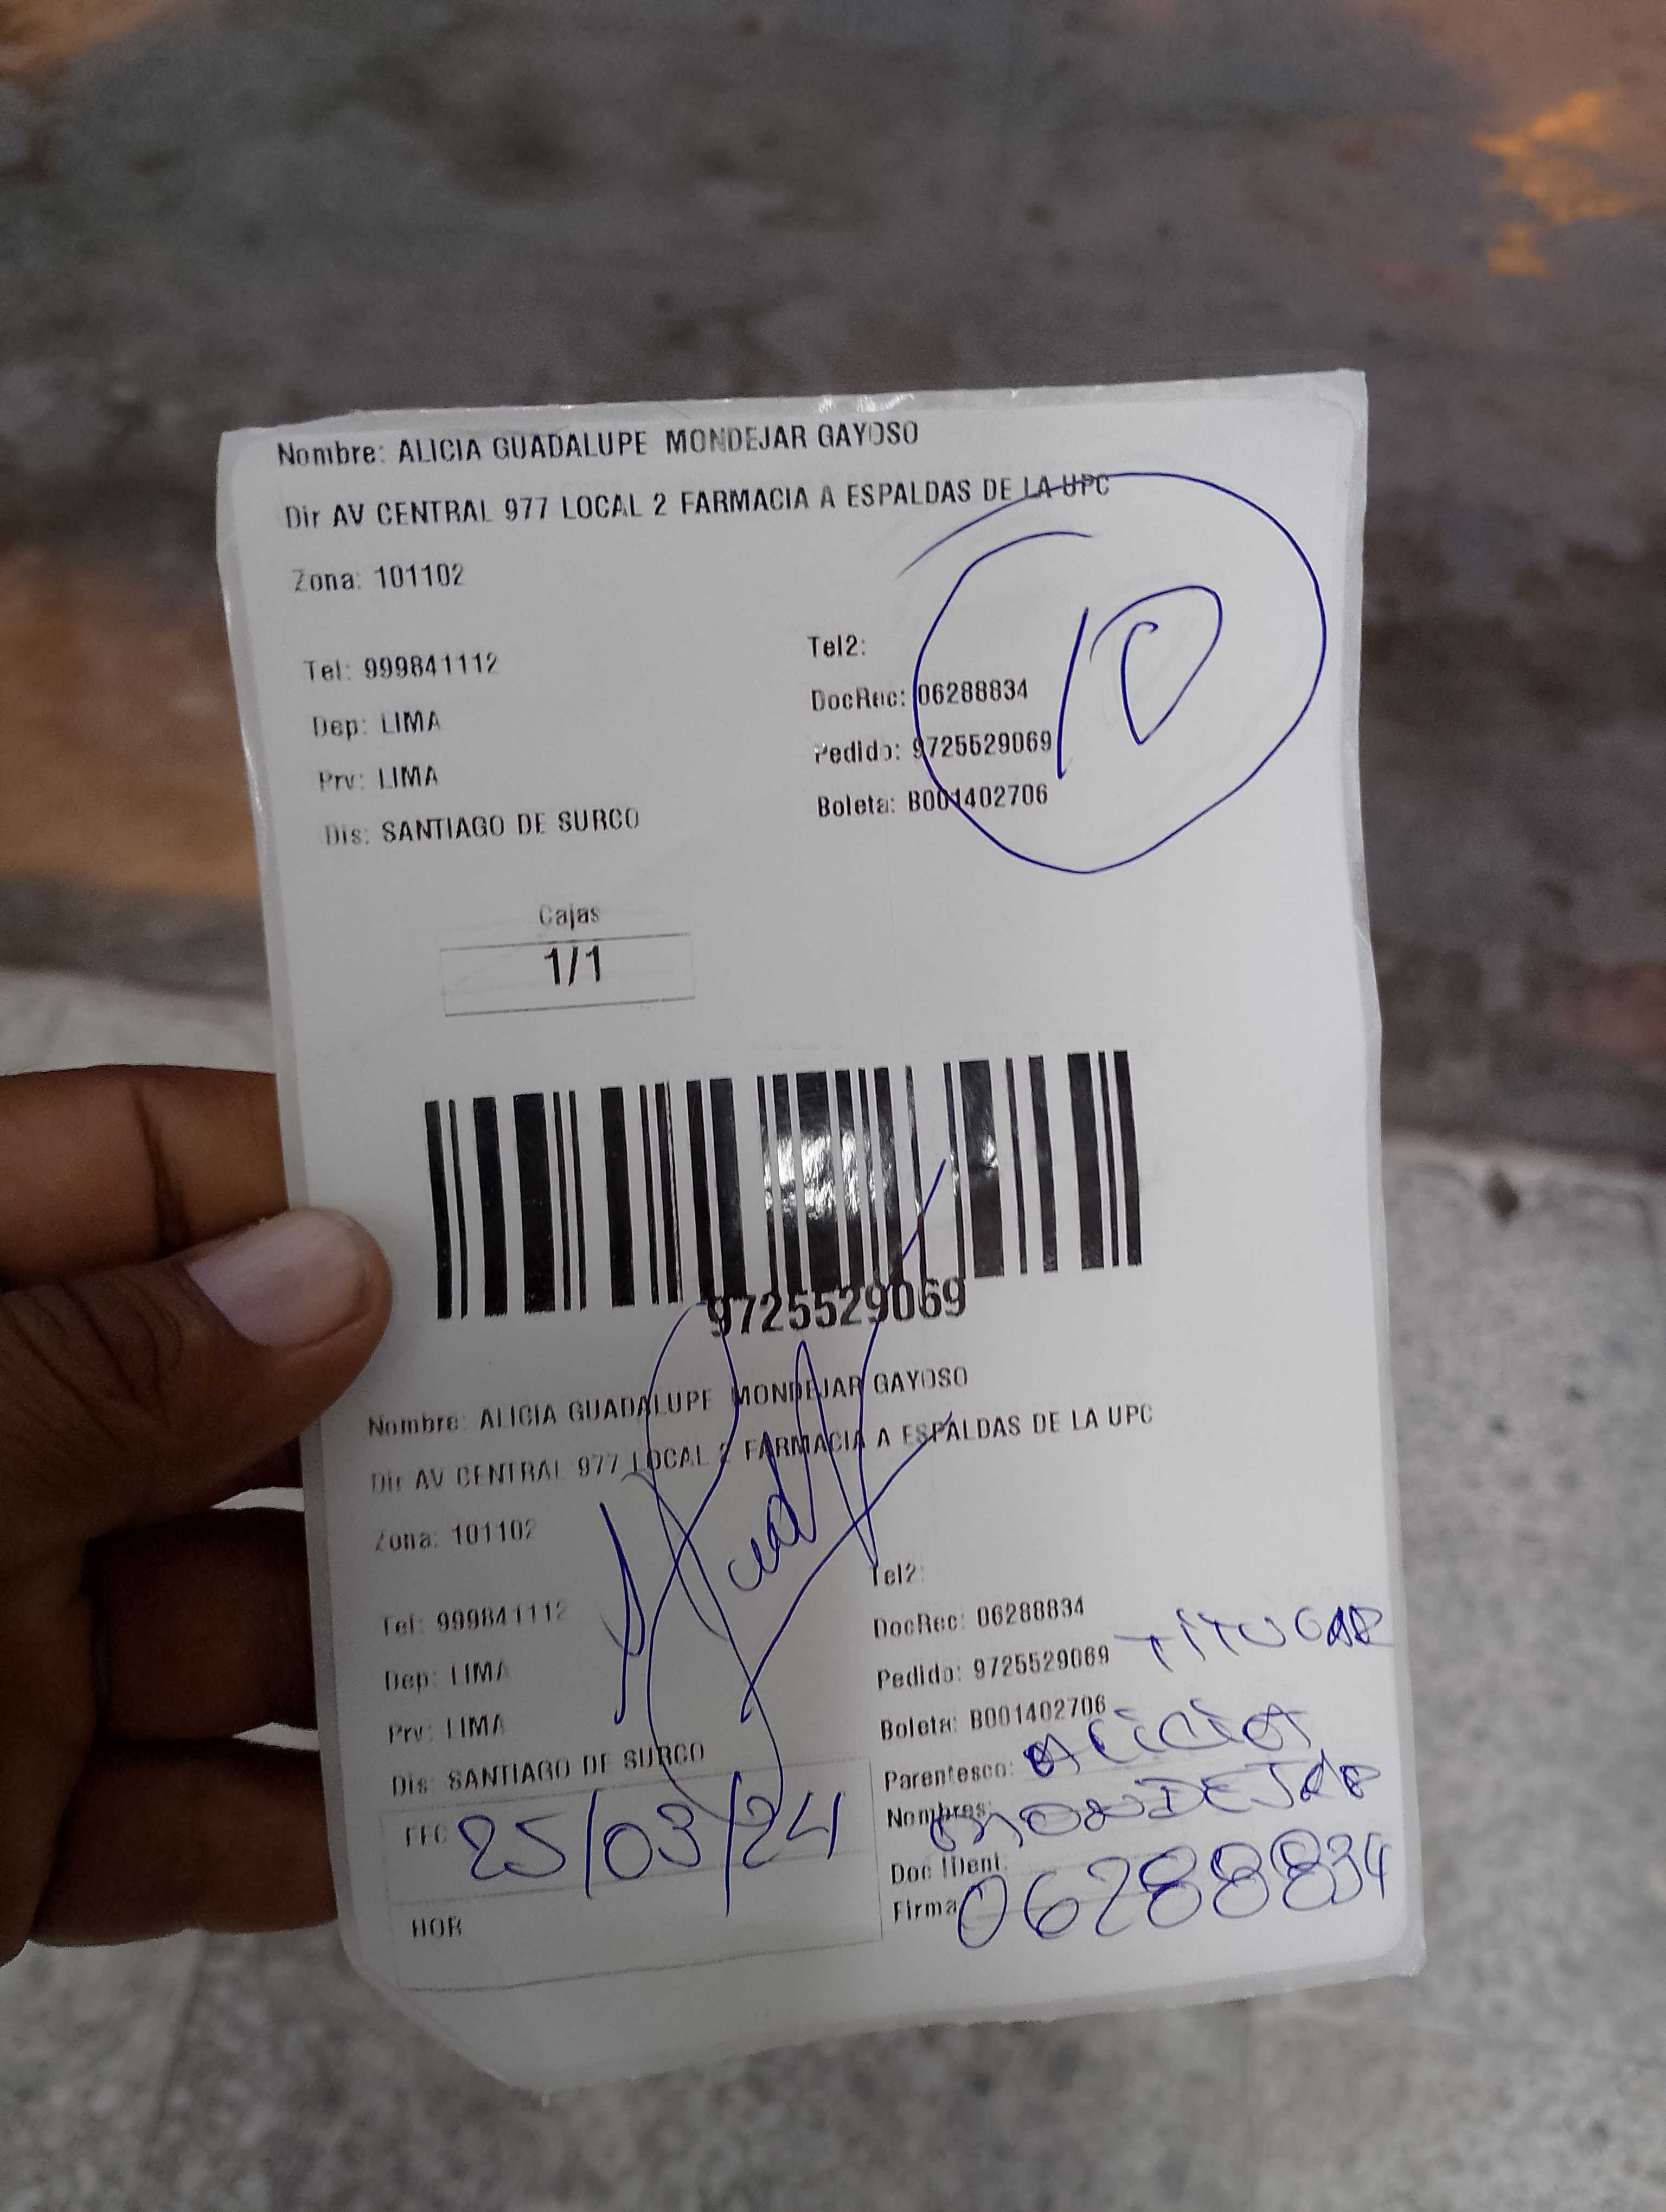 Nombre: ALICIA GUADALUPE MONDEJAR GAYOSO
Dir AV CENTRAL 977 LOCAL 2 FARMACIA A ESPALDAS DE LA UPC
Zona: 101102
10
Tel: 999841112
Dep: LIMA
Prv: LIMA
Dis: SANTIAGO DE SURCO
Tel2:
DocRec: 06288834
Pedido: 9725529069
Boleta: B001402706
Cajas
1/1
9725529069
Nombre: ALICIA GUADALUPE MONDEJAR GAYOSO
Dir AV CENTRAL 977 LOCAL 2 FARMACIA A ESPALDAS DE LA UPC
Zona: 101102
Tel: 999841112
Dep: LIMA
Prv: LIMA
Dis: SANTIAGO DE SURCO
FEC 25/03/24
HOR
Tel2:
DocRec: 06288834
Pedido: 9725529069 TITULAR
Boleta: B001402706
Parentesco: ALICIA
Nombres: MONDEJAR
Doc IDent:
Firma 06288834